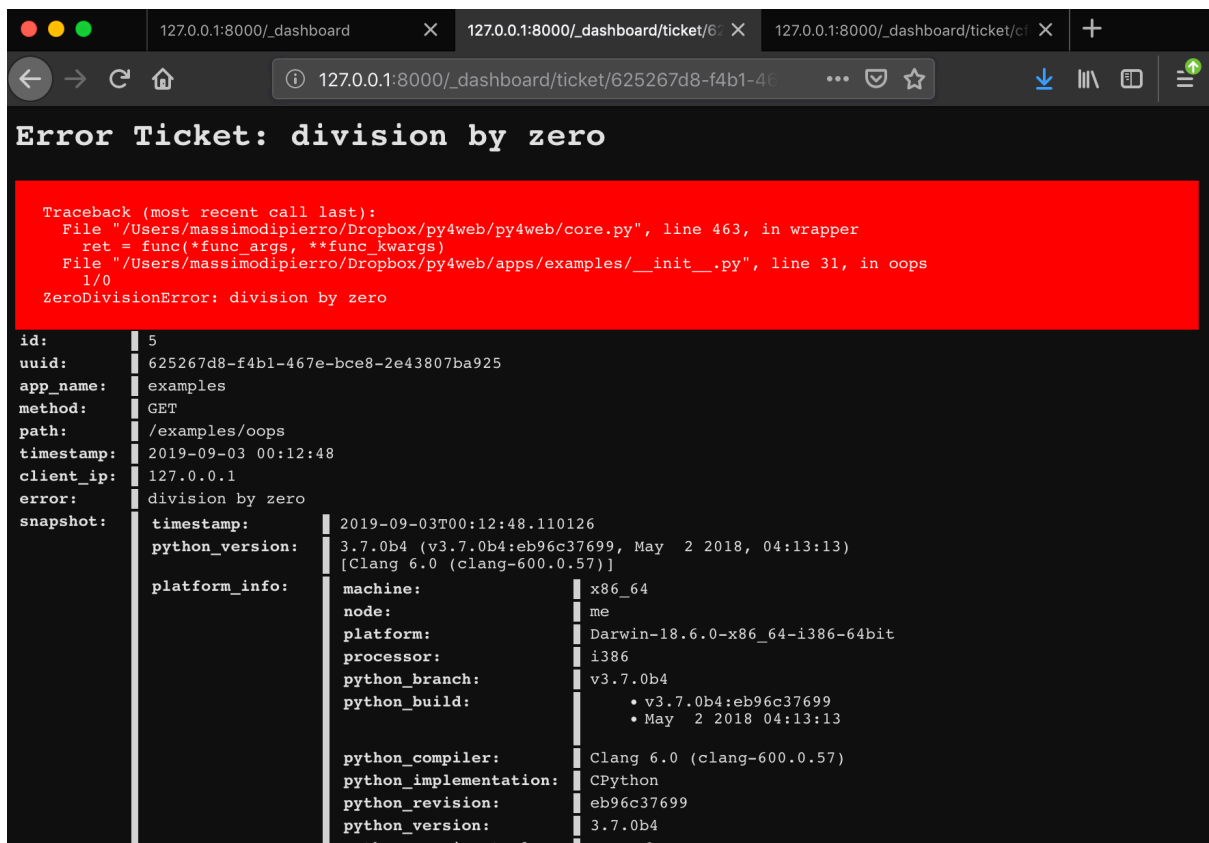 127.0.0.1:8000/_dashboard
127.0.0.1:8000/_dashboard/ticket/62
127.0.0.1:8000/_dashboard/ticket/cf
127.0.0.1:8000/_dashboard/ticket/625267d8-f4b1-46
Error Ticket: division by zero
Traceback (most recent call last):
File "/Users/massimodipierro/Dropbox/py4web/py4web/core.py", line 463, in wrapper
ret = func(*func_args, **func_kwargs)
File "/Users/massimodipierro/Dropbox/py4web/apps/examples/__init__.py", line 31, in oops
1/0
ZeroDivisionError: division by zero
id: 5
uuid: 625267d8-f4b1-467e-bce8-2e43807ba925
app_name: examples
method: GET
path: /examples/oops
timestamp: 2019-09-03 00:12:48
client_ip: 127.0.0.1
error: division by zero
snapshot: timestamp: 2019-09-03T00:12:48.110126
python_version: 3.7.0b4 (v3.7.0b4:eb96c37699, May  2 2018, 04:13:13)
[Clang 6.0 (clang-600.0.57)]
platform_info: machine: x86_64
node: me
platform: Darwin-18.6.0-x86_64-i386-64bit
processor: i386
python_branch: v3.7.0b4
python_build: • v3.7.0b4:eb96c37699
• May  2 2018 04:13:13
python_compiler: Clang 6.0 (clang-600.0.57)
python_implementation: CPython
python_revision: eb96c37699
python_version: 3.7.0b4